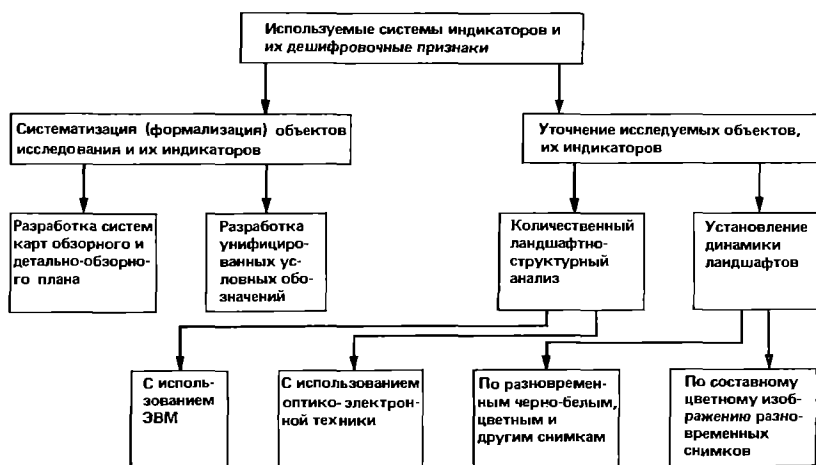 Используемые системы индикаторов и
их дешифровочные признаки
Систематизация (формализация) объектов
исследования и их индикаторов
Уточнение исследуемых объектов,
их индикаторов
Разработка систем
карт обзорного и
детально-обзорно-
го плана
Разработка
унифициро-
ванных ус-
ловных обо-
значений
Количественный
ландшафтно-
структурный
анализ
Установление
динамики
ландшафтов
С исполь-
зованием
ЭВМ
С использованием
оптико-электрон-
ной техники
По разновремен-
ным черно-белым,
цветным и
другим снимкам
По составному
цветному изоб-
ражению разно-
временных
снимков